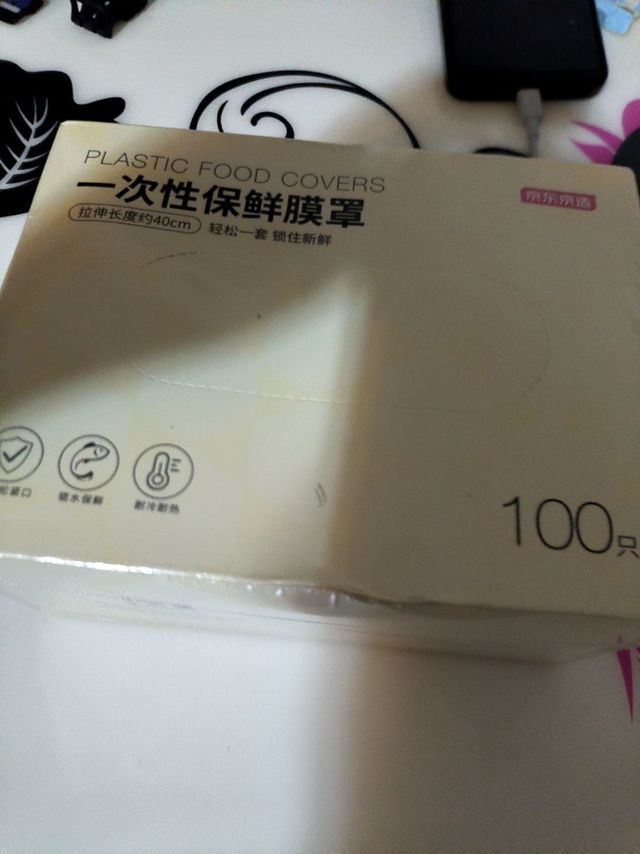 PLASTIC FOOD COVERS
一次性保鲜膜罩
京东京造
拉伸长度约40cm
轻松一套 锁住新鲜
锁水保鲜
耐冷耐热
100只